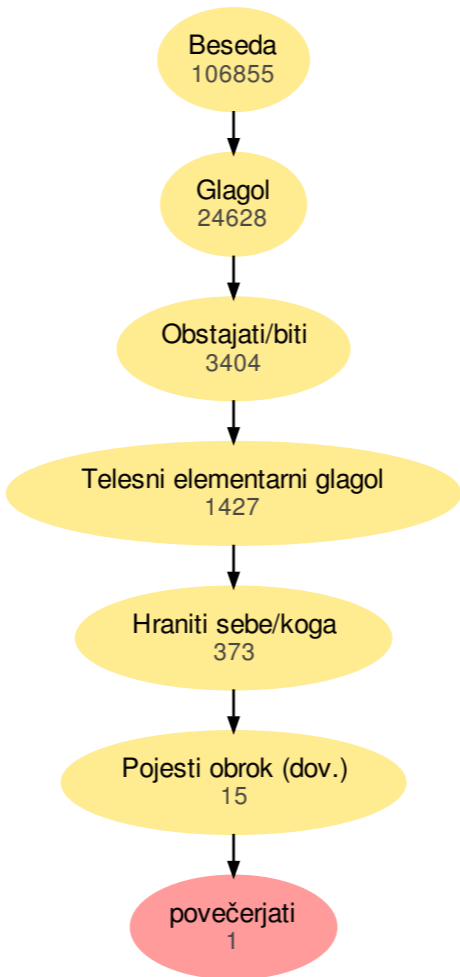 Beseda
106855
Glagol
24628
Obstajati/biti
3404
Telesni elementarni glagol
1427
Hraniti sebe/koga
373
Pojesti obrok (dov.)
15
povečerjati
1